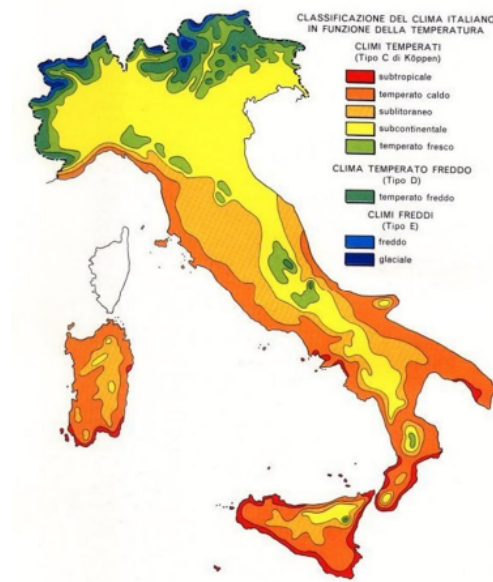 CLASSIFICAZIONE DEL CLIMA ITALIANO
IN FUNZIONE DELLA TEMPERATURA
CLIMI TEMPERATI
(Tipo C di Köppen)
subtropicale
temperato caldo
sublitoraneo
subcontinentale
temperato fresco
CLIMA TEMPERATO FREDDO
(Tipo D)
temperato freddo
CLIMI FREDDI
(Tipo E)
freddo
glaciale